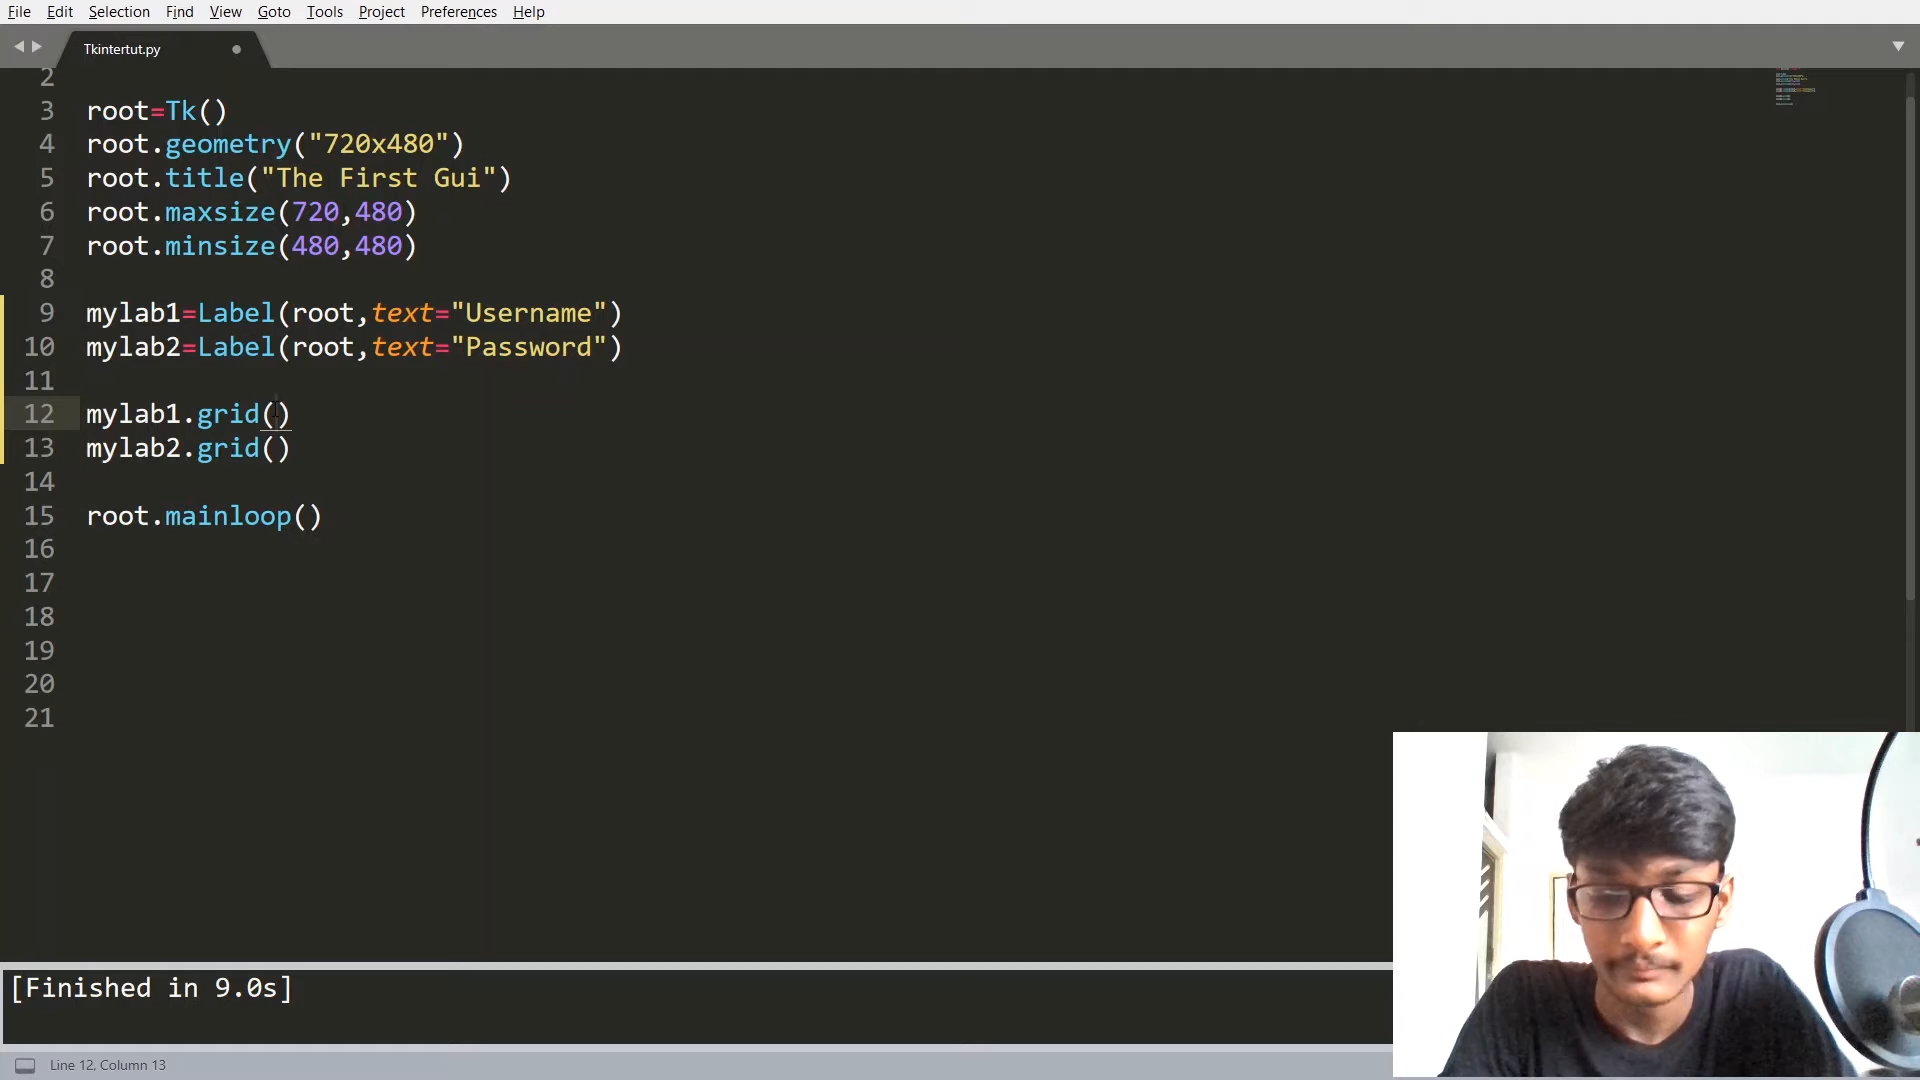 File Edit Selection Find View Goto Tools Project Preferences Help
Tkintertut.py
2
3 root=Tk()
4 root.geometry("720x480")
5 root.title("The First Gui")
6 root.maxsize(720,480)
7 root.minsize(480,480)
8
9 mylab1=Label(root,text="Username")
10 mylab2=Label(root,text="Password")
11
12 mylab1.grid()
13 mylab2.grid()
14
15 root.mainloop()
16
17
18
19
20
21
[Finished in 9.0s]
Line 12, Column 13